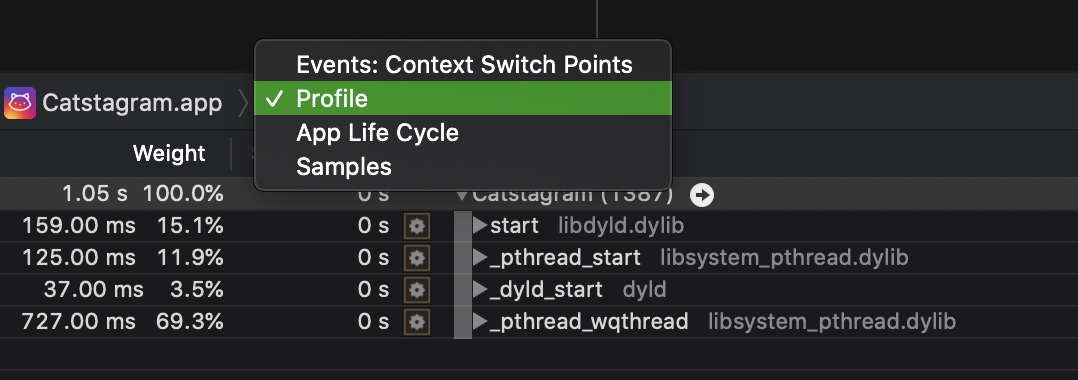 Events: Context Switch Points
Catstagram.app
✓ Profile
App Life Cycle
Weight
Samples
1.05 s 100.0% 0 s Catstagram (1387)
159.00 ms 15.1% 0 s start libdyld.dylib
125.00 ms 11.9% 0 s _pthread_start libsystem_pthread.dylib
37.00 ms 3.5% 0 s _dyld_start dyld
727.00 ms 69.3% 0 s _pthread_wqthread libsystem_pthread.dylib